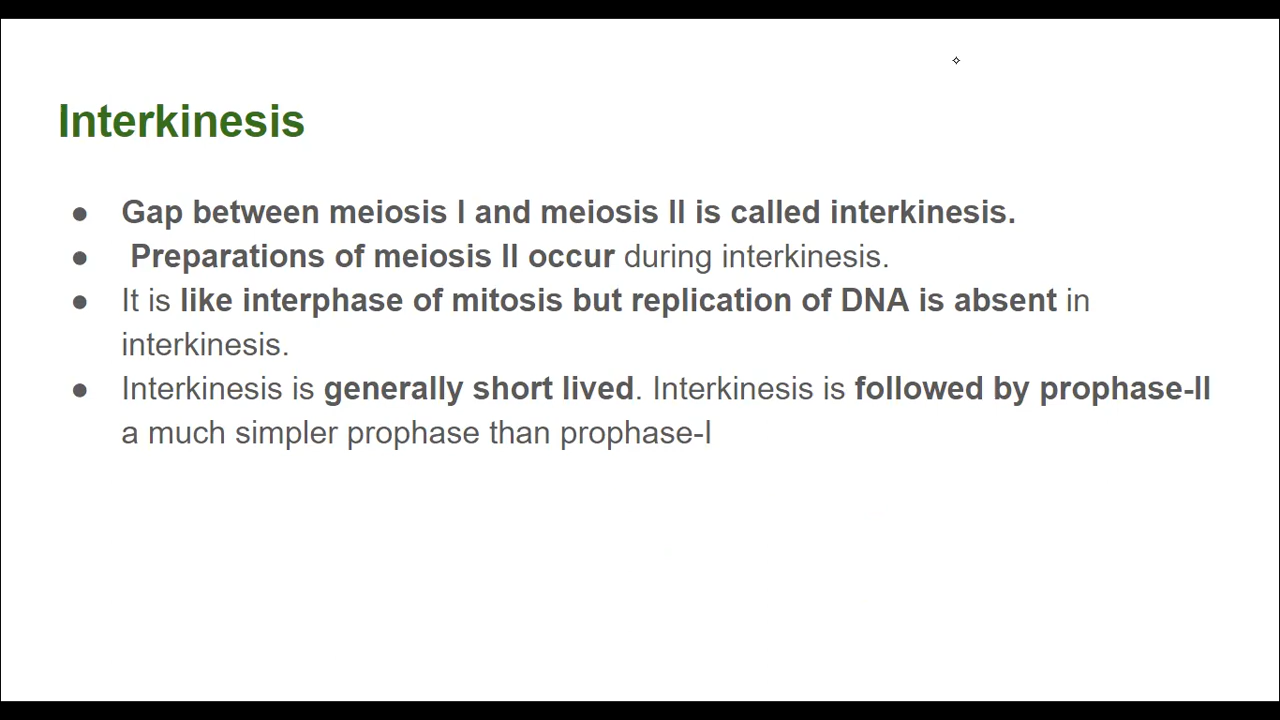 Interkinesis
● Gap between meiosis I and meiosis II is called interkinesis.
● Preparations of meiosis II occur during interkinesis.
● It is like interphase of mitosis but replication of DNA is absent in
interkinesis.
● Interkinesis is generally short lived. Interkinesis is followed by prophase-II
a much simpler prophase than prophase-I